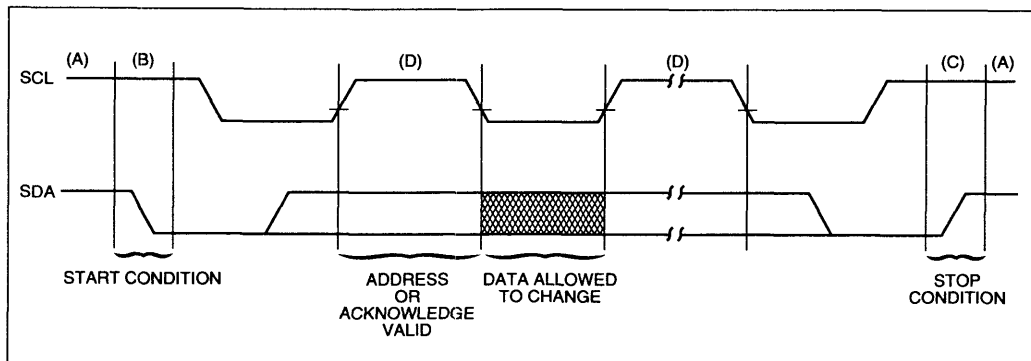 (A) (B) (D) (D) (C) (A)
SCL
SDA
START CONDITION
ADDRESS
OR
ACKNOWLEDGE
VALID
DATA ALLOWED
TO CHANGE
STOP
CONDITION